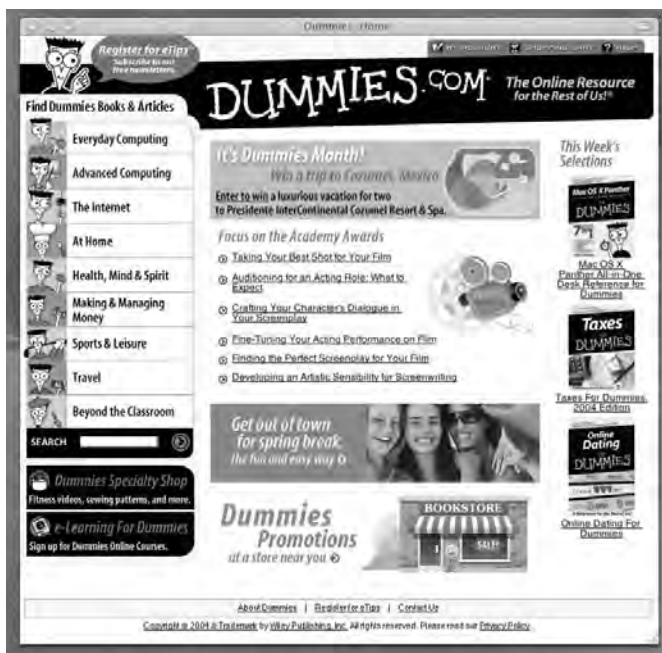 Dummies - Home
Register for eTips
Subscribe to our
free newsletters.
MY ACCOUNT SHOPPING CART ? HELP
DUMMIES.COM®
The Online Resource
for the Rest of Us!®
Find Dummies Books & Articles
Everyday Computing
Advanced Computing
The Internet
At Home
Health, Mind & Spirit
Making & Managing
Money
Sports & Leisure
Travel
Beyond the Classroom
SEARCH
Dummies Specialty Shop
Fitness videos, sewing patterns, and more.
e-Learning For Dummies
Sign up for Dummies Online Courses.
It's Dummies Month!
Win a trip to Cozumel, Mexico
Enter to win a luxurious vacation for two
to Presidente InterContinental Cozumel Resort & Spa.
Focus on the Academy Awards
Taking Your Best Shot for Your Film
Auditioning for an Acting Role: What to
Expect
Crafting Your Character's Dialogue in
Your Screenplay
Fine-Tuning Your Acting Performance on Film
Finding the Perfect Screenplay for Your Film
Developing an Artistic Sensibility for Screenwriting
Get out of town
for spring break
the fun and easy way
Dummies
Promotions
at a store near you
BOOKSTORE
SALE!
This Week's
Selections
Mac OS X Panther
DUMMIES
Mac OS X
Panther All-in-One
Desk Reference for
Dummies
Taxes
DUMMIES
Taxes For Dummies,
2004 Edition
Online
Dating
DUMMIES
Online Dating For
Dummies
About Dummies | Register for eTips | Contact Us
Copyright © 2004 & Trademark by Wiley Publishing, Inc. All rights reserved. Please read our Privacy Policy